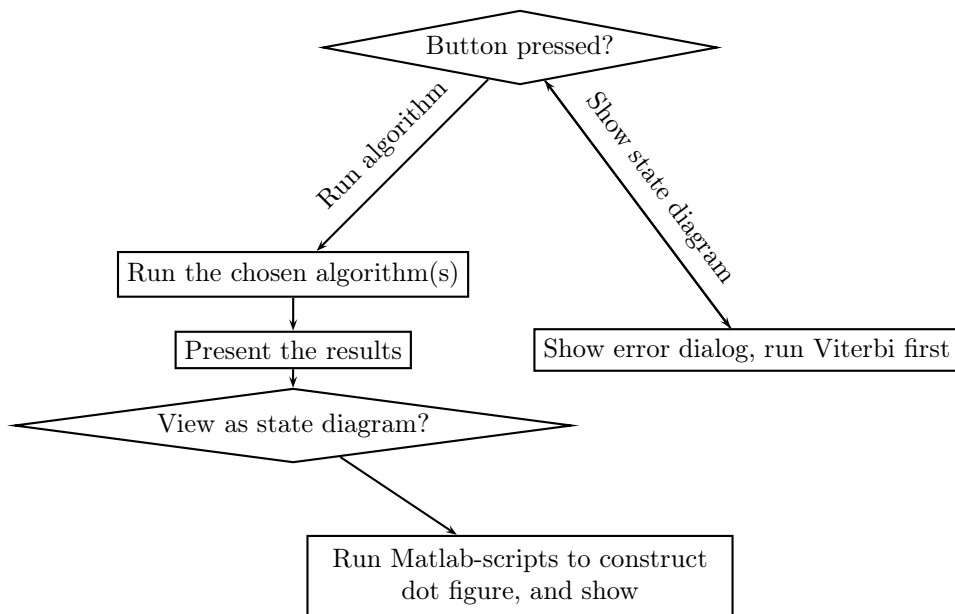 Button pressed?
Run algorithm
Show state diagram
Run the chosen algorithm(s)
Present the results
Show error dialog, run Viterbi first
View as state diagram?
Run Matlab-scripts to construct
dot figure, and show